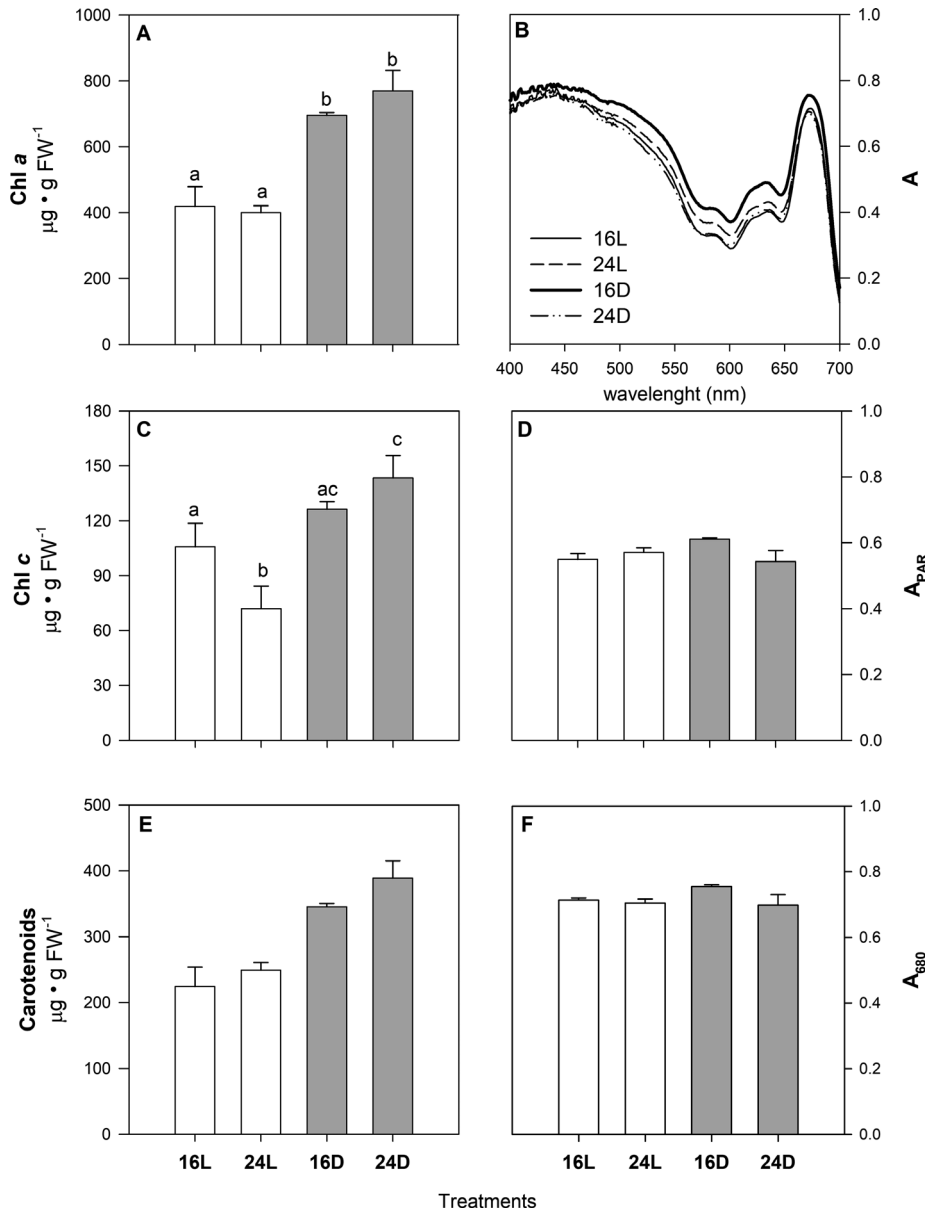 A
Chl a
µg • g FW⁻¹
1000
800
600
400
200
0
a
a
b
b
B
A
1.0
0.8
0.6
0.4
0.2
0.0
16L
24L
16D
24D
400 450 500 550 600 650 700
wavelenght (nm)
C
Chl c
µg • g FW⁻¹
180
150
120
90
60
30
0
a
b
ac
c
D
A_PAR
1.0
0.8
0.6
0.4
0.2
0.0
E
Carotenoids
µg • g FW⁻¹
500
400
300
200
100
0
16L 24L 16D 24D
F
A_680
1.0
0.8
0.6
0.4
0.2
0.0
16L 24L 16D 24D
Treatments